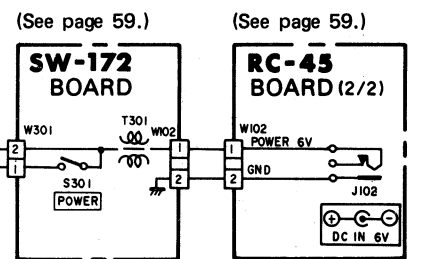 (See page 59.)
SW-172
BOARD
W301
2
1
S301
POWER
T301
W102
1
2
(See page 59.)
RC-45
BOARD (2/2)
W102
1
2
POWER 6V
GND
J102
+ C −
DC IN 6V